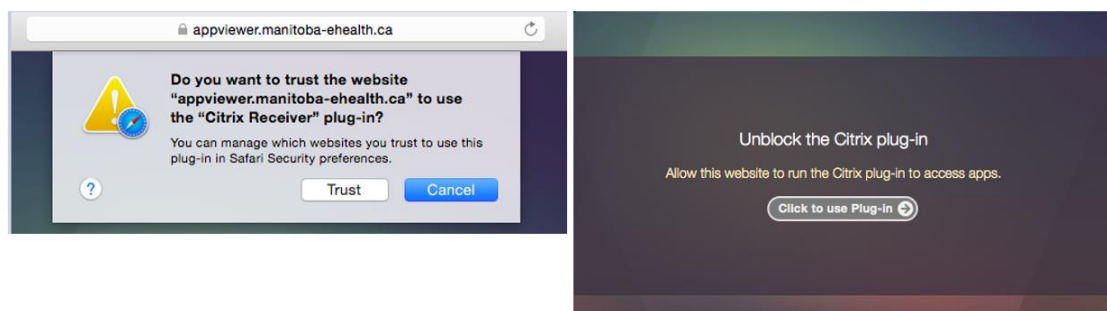 appviewer.manitoba-ehealth.ca
Do you want to trust the website
“appviewer.manitoba-ehealth.ca” to use
the “Citrix Receiver” plug-in?
You can manage which websites you trust to use this
plug-in in Safari Security preferences.
?
Trust
Cancel
Unblock the Citrix plug-in
Allow this website to run the Citrix plug-in to access apps.
Click to use Plug-in